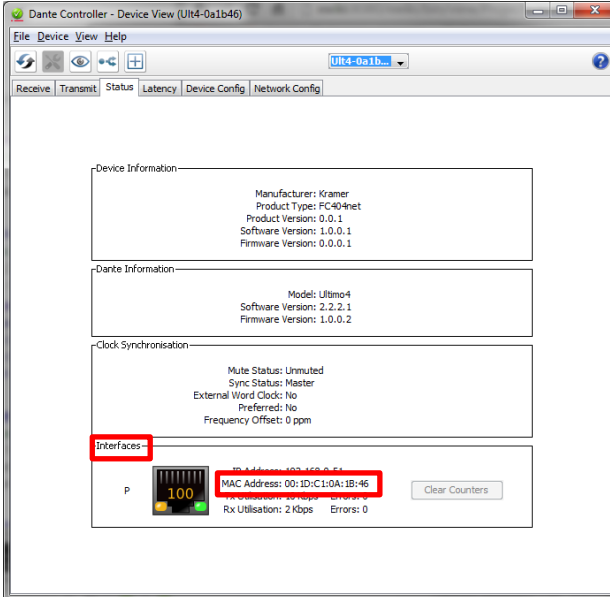 Dante Controller - Device View (Ult4-0a1b46)
File Device View Help
Ult4-0a1b...
?
Receive Transmit Status Latency Device Config Network Config
Device Information
Manufacturer: Kramer
Product Type: FC404net
Product Version: 0.0.1
Software Version: 1.0.0.1
Firmware Version: 0.0.0.1
Dante Information
Model: Ultimo4
Software Version: 2.2.2.1
Firmware Version: 1.0.0.2
Clock Synchronisation
Mute Status: Unmuted
Sync Status: Master
External Word Clock: No
Preferred: No
Frequency Offset: 0 ppm
Interfaces
P
100
MAC Address: 00:1D:C1:0A:1B:46
Clear Counters
Rx Utilisation: 2 Kbps Errors: 0